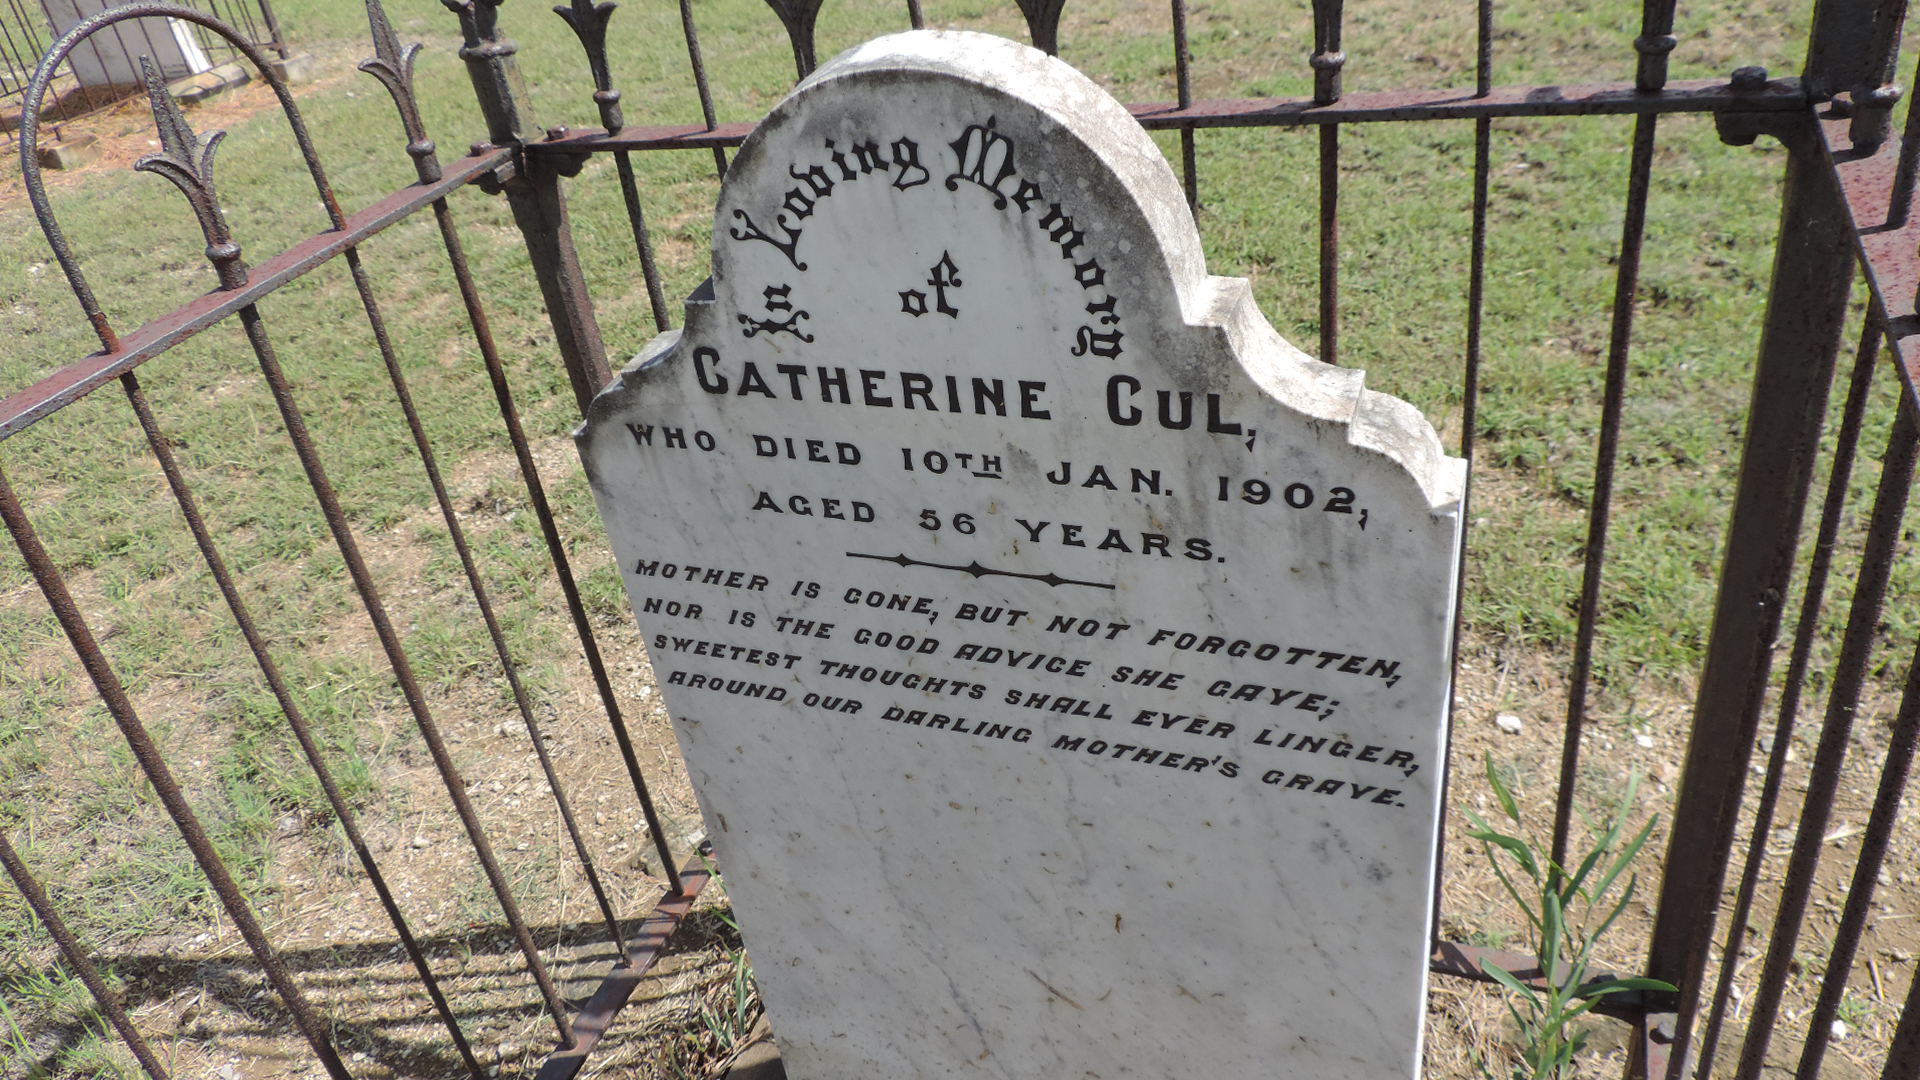 In Loving Memory
of
CATHERINE CUL,
WHO DIED 10TH JAN. 1902,
AGED 56 YEARS.
MOTHER IS GONE, BUT NOT FORGOTTEN,
NOR IS THE GOOD ADVICE SHE GAVE;
SWEETEST THOUGHTS SHALL EVER LINGER,
AROUND OUR DARLING MOTHER'S GRAVE.